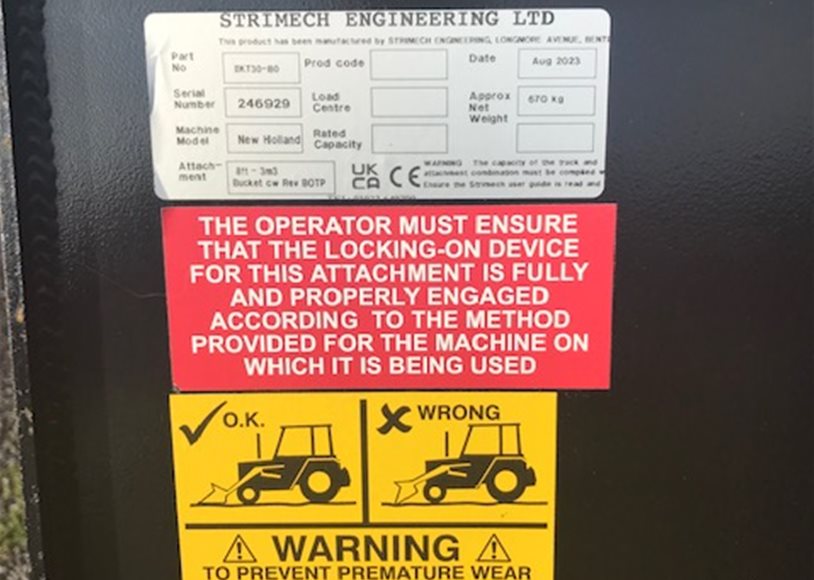 STRIMECH ENGINEERING LTD
This product has been manufactured by STRIMECH ENGINEERING, LONGMORE AVENUE,
Part No
BKT30-80
Prod code
Date
Aug 2023
Serial Number
246929
Load Centre
Approx Net Weight
670 kg
Machine Model
New Holland
Rated Capacity
Attach-ment
8ft - 3m3
Bucket cw Rev BOTP
UK CA CE
WARNING The capacity of the truck and
attachment combination must be complied
Ensure the Strimech user guide is read and
THE OPERATOR MUST ENSURE
THAT THE LOCKING-ON DEVICE
FOR THIS ATTACHMENT IS FULLY
AND PROPERLY ENGAGED
ACCORDING TO THE METHOD
PROVIDED FOR THE MACHINE ON
WHICH IT IS BEING USED
O.K.
WRONG
WARNING
TO PREVENT PREMATURE WEAR